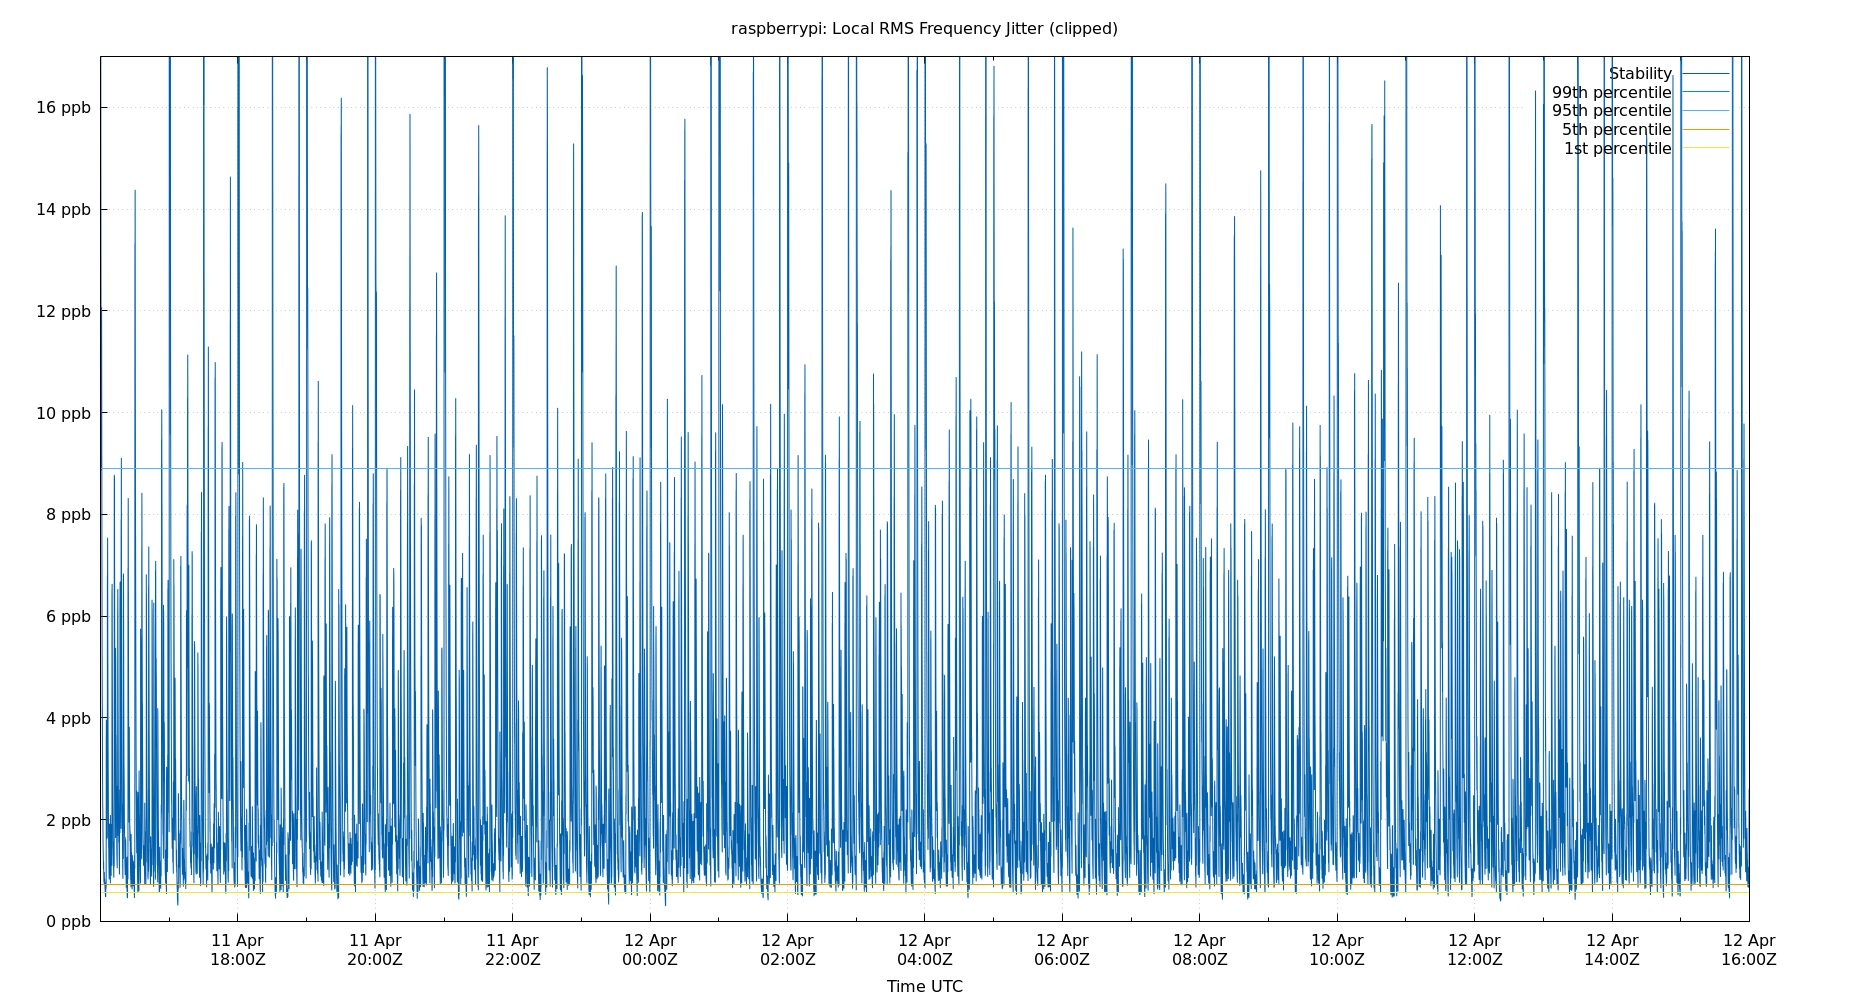 raspberrypi: Local RMS Frequency Jitter (clipped)
Stability
99th percentile
95th percentile
5th percentile
1st percentile
16 ppb
14 ppb
12 ppb
10 ppb
8 ppb
6 ppb
4 ppb
2 ppb
0 ppb
11 Apr 11 Apr 11 Apr 12 Apr 12 Apr 12 Apr 12 Apr 12 Apr 12 Apr 12 Apr 12 Apr 12 Apr
18:00Z 20:00Z 22:00Z 00:00Z 02:00Z 04:00Z 06:00Z 08:00Z 10:00Z 12:00Z 14:00Z 16:00Z
Time UTC